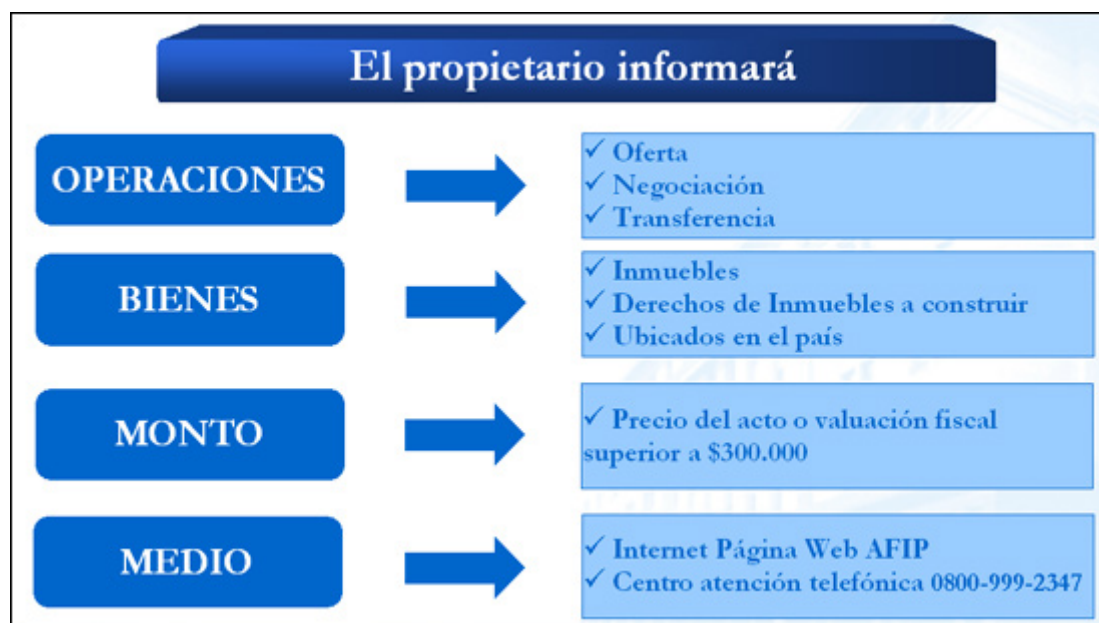 El propietario informará
OPERACIONES
✓ Oferta
✓ Negociación
✓ Transferencia
BIENES
✓ Inmuebles
✓ Derechos de Inmuebles a construir
✓ Ubicados en el país
MONTO
✓ Precio del acto o valuación fiscal
superior a $300.000
MEDIO
✓ Internet Página Web AFIP
✓ Centro atención telefónica 0800-999-2347